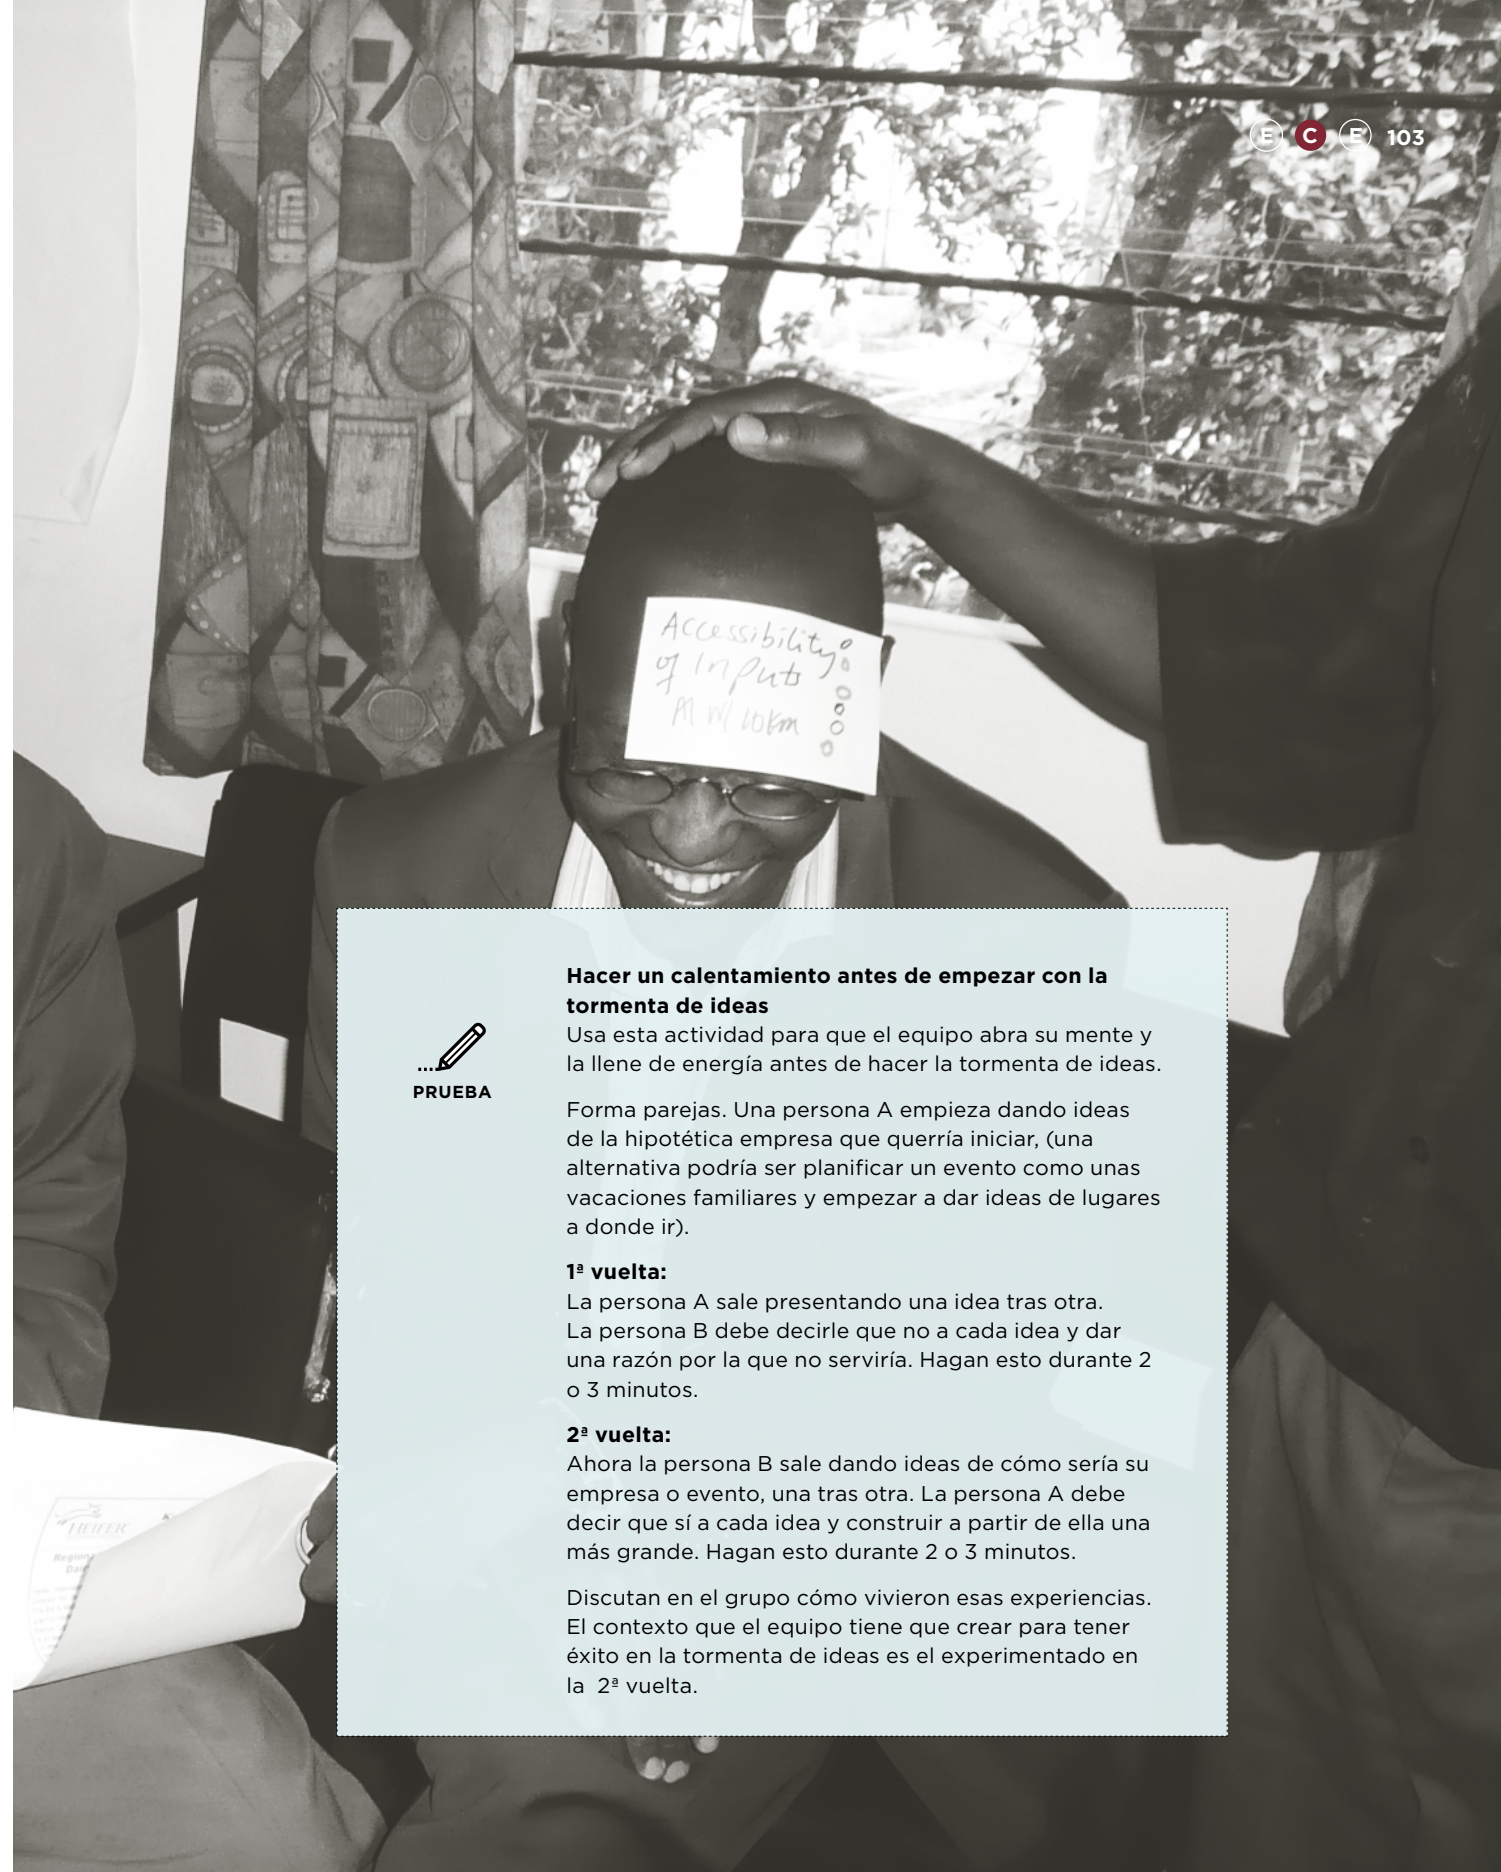 E C E 103
Accessibility
of Inputs
10km
HEIFER
Region
Dair
PRUEBA
Hacer un calentamiento antes de empezar con la
tormenta de ideas
Usa esta actividad para que el equipo abra su mente y
la llene de energía antes de hacer la tormenta de ideas.
Forma parejas. Una persona A empieza dando ideas
de la hipotética empresa que querría iniciar, (una
alternativa podría ser planificar un evento como unas
vacaciones familiares y empezar a dar ideas de lugares
a donde ir).
1ª vuelta:
La persona A sale presentando una idea tras otra.
La persona B debe decirle que no a cada idea y dar
una razón por la que no serviría. Hagan esto durante 2
o 3 minutos.
2ª vuelta:
Ahora la persona B sale dando ideas de cómo sería su
empresa o evento, una tras otra. La persona A debe
decir que sí a cada idea y construir a partir de ella una
más grande. Hagan esto durante 2 o 3 minutos.
Discutan en el grupo cómo vivieron esas experiencias.
El contexto que el equipo tiene que crear para tener
éxito en la tormenta de ideas es el experimentado en
la  2ª vuelta.